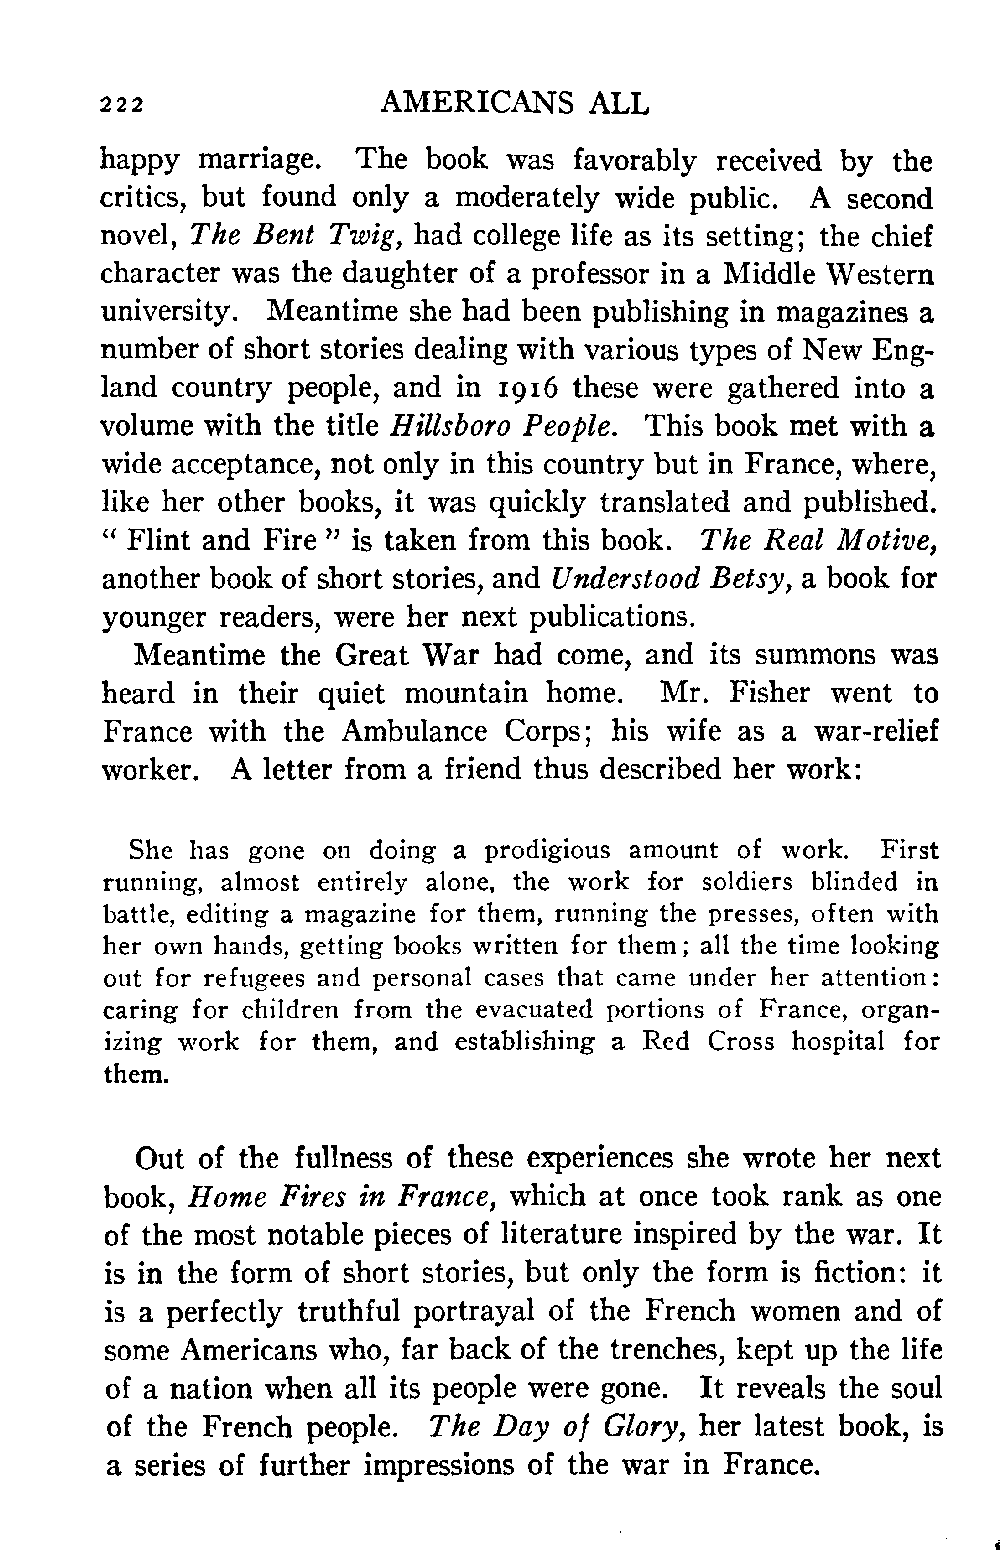 222 AMERICANS ALL
happy marriage. The book was favorably received by the
critics, but found only a moderately wide public. A second
novel, The Bent Twig, had college life as its setting; the chief
character was the daughter of a professor in a Middle Western
university. Meantime she had been publishing in magazines a
number of short stories dealing with various types of New Eng-
land country people, and in 1916 these were gathered into a
volume with the title Hillsboro People. This book met with a
wide acceptance, not only in this country but in France, where,
like her other books, it was quickly translated and published.
“ Flint and Fire ” is taken from this book. The Real Motive,
another book of short stories, and Understood Betsy, a book for
younger readers, were her next publications.
Meantime the Great War had come, and its summons was
heard in their quiet mountain home. Mr. Fisher went to
France with the Ambulance Corps; his wife as a war-relief
worker. A letter from a friend thus described her work:
She has gone on doing a prodigious amount of work. First
running, almost entirely alone, the work for soldiers blinded in
battle, editing a magazine for them, running the presses, often with
her own hands, getting books written for them; all the time looking
out for refugees and personal cases that came under her attention:
caring for children from the evacuated portions of France, organ-
izing work for them, and establishing a Red Cross hospital for
them.
Out of the fullness of these experiences she wrote her next
book, Home Fires in France, which at once took rank as one
of the most notable pieces of literature inspired by the war. It
is in the form of short stories, but only the form is fiction: it
is a perfectly truthful portrayal of the French women and of
some Americans who, far back of the trenches, kept up the life
of a nation when all its people were gone. It reveals the soul
of the French people. The Day of Glory, her latest book, is
a series of further impressions of the war in France.